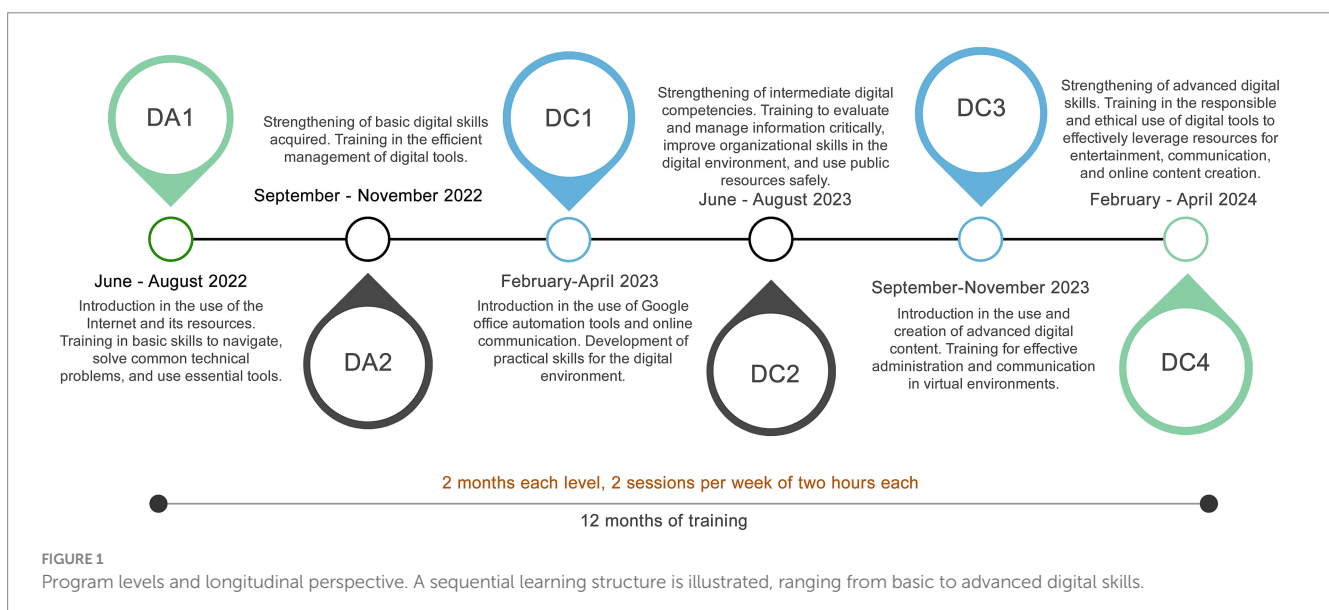 DA1
June - August 2022
Introduction in the use of the
Internet and its resources.
Training in basic skills to navigate,
solve common technical
problems, and use essential tools.
Strengthening of basic digital skills
acquired. Training in the efficient
management of digital tools.
September - November 2022
DA2
DC1
February-April 2023
Introduction in the use of Google
office automation tools and online
communication. Development of
practical skills for the digital
environment.
Strengthening of intermediate digital
competencies. Training to evaluate
and manage information critically,
improve organizational skills in the
digital environment, and use public
resources safely.
June - August 2023
DC2
DC3
September-November 2023
Introduction in the use and
creation of advanced digital
content. Training for effective
administration and communication
in virtual environments.
Strengthening of advanced digital
skills. Training in the responsible
and ethical use of digital tools to
effectively leverage resources for
entertainment, communication,
and online content creation.
February - April 2024
DC4
2 months each level, 2 sessions per week of two hours each
12 months of training
FIGURE 1
Program levels and longitudinal perspective. A sequential learning structure is illustrated, ranging from basic to advanced digital skills.